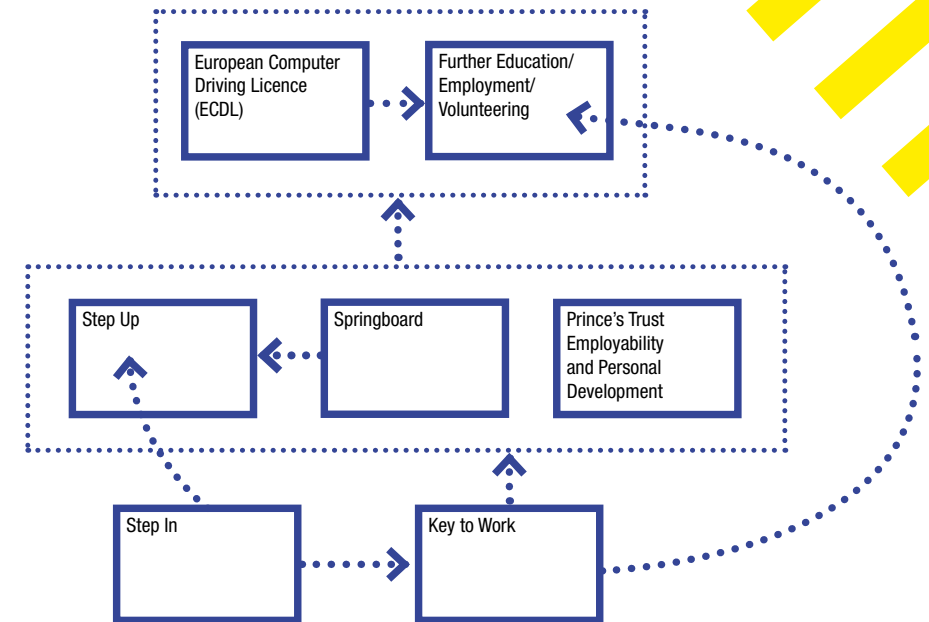 European Computer
Driving Licence
(ECDL)
Further Education/
Employment/
Volunteering
Step Up
Springboard
Prince’s Trust
Employability
and Personal
Development
Step In
Key to Work